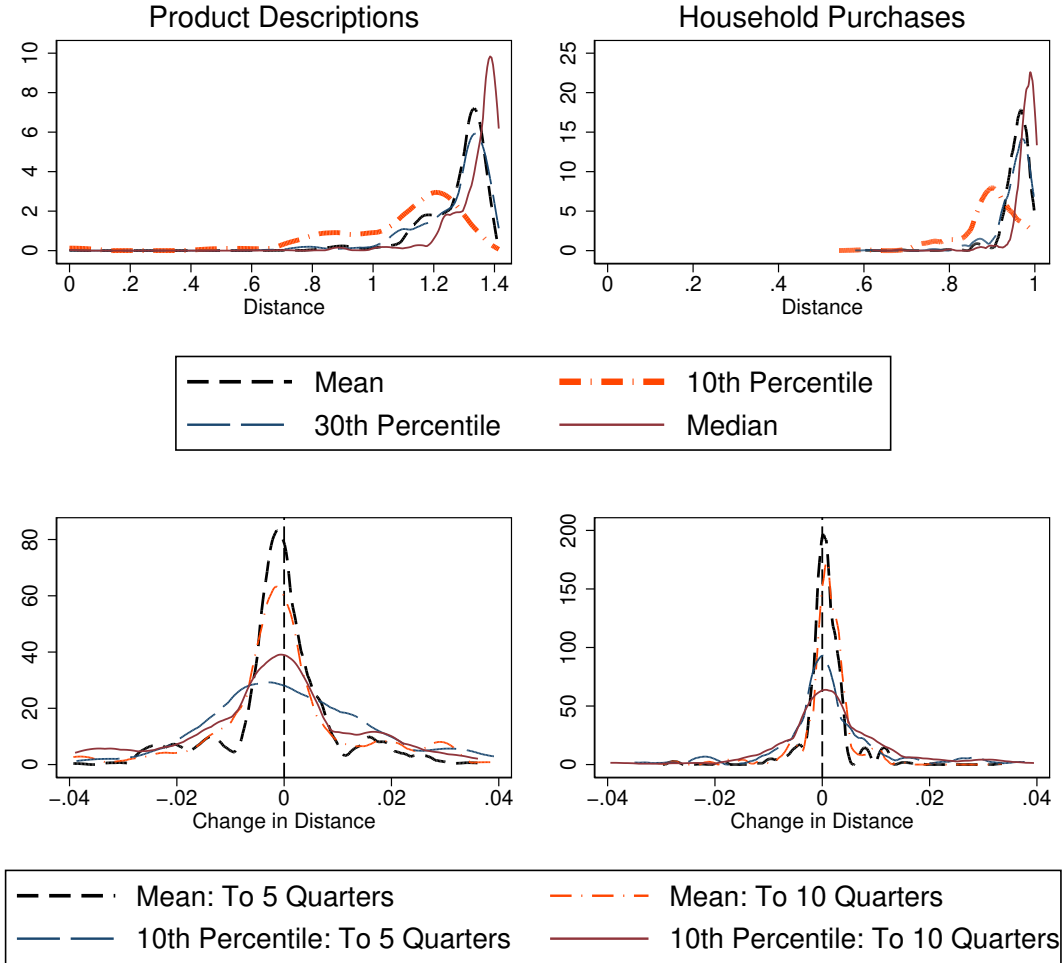 Product Descriptions
Household Purchases
10
8
6
4
2
0
0 .2 .4 .6 .8 1 1.2 1.4
Distance
25
20
15
10
5
0
0 .2 .4 .6 .8 1
Distance
Mean
10th Percentile
30th Percentile
Median
80
60
40
20
0
−.04 −.02 0 .02 .04
Change in Distance
200
150
100
50
0
−.04 −.02 0 .02 .04
Change in Distance
Mean: To 5 Quarters
Mean: To 10 Quarters
10th Percentile: To 5 Quarters
10th Percentile: To 10 Quarters